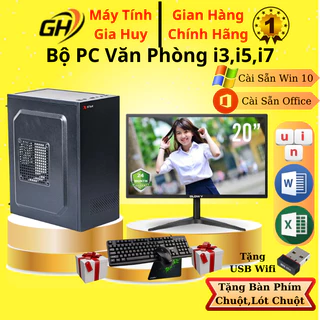 GH
Máy Tính
Gia Huy
Gian Hàng
Chính Hãng
1
Bộ PC Văn Phòng i3,i5,i7
Cài Sẵn Win 10
Cài Sẵn Office
20"
24
u i
n
W
X
Tặng
USB Wifi
Tặng Bàn Phím
Chuột,Lót Chuột